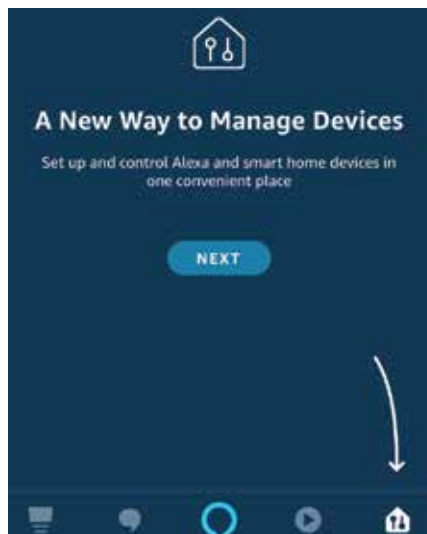 A New Way to Manage Devices
Set up and control Alexa and smart home devices in
one convenient place
NEXT